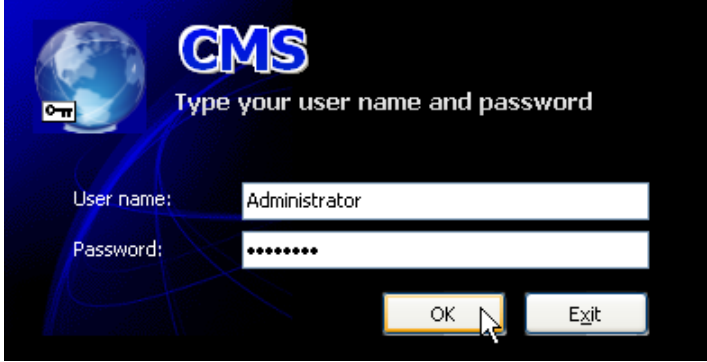 CMS
Type your user name and password
User name: Administrator
Password: ••••••••
OK Exit